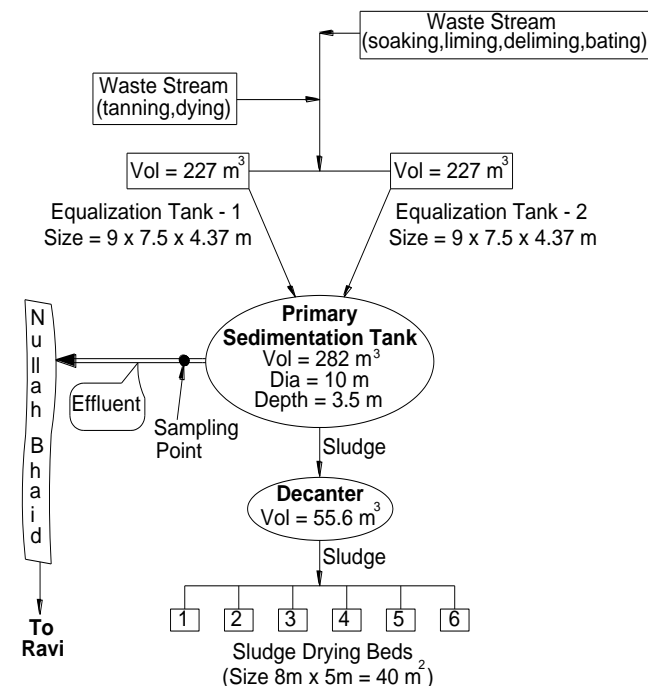 Waste Stream
(soaking,liming,deliming,bating)
Waste Stream
(tanning,dying)
Vol = 227 m³
Vol = 227 m³
Equalization Tank - 1
Size = 9 x 7.5 x 4.37 m
Equalization Tank - 2
Size = 9 x 7.5 x 4.37 m
Primary
Sedimentation Tank
Vol = 282 m³
Dia = 10 m
Depth = 3.5 m
Nullah Bhaid
Effluent
Sampling
Point
Sludge
Decanter
Vol = 55.6 m³
Sludge
1 2 3 4 5 6
To
Ravi
Sludge Drying Beds
(Size 8m x 5m = 40 m²)